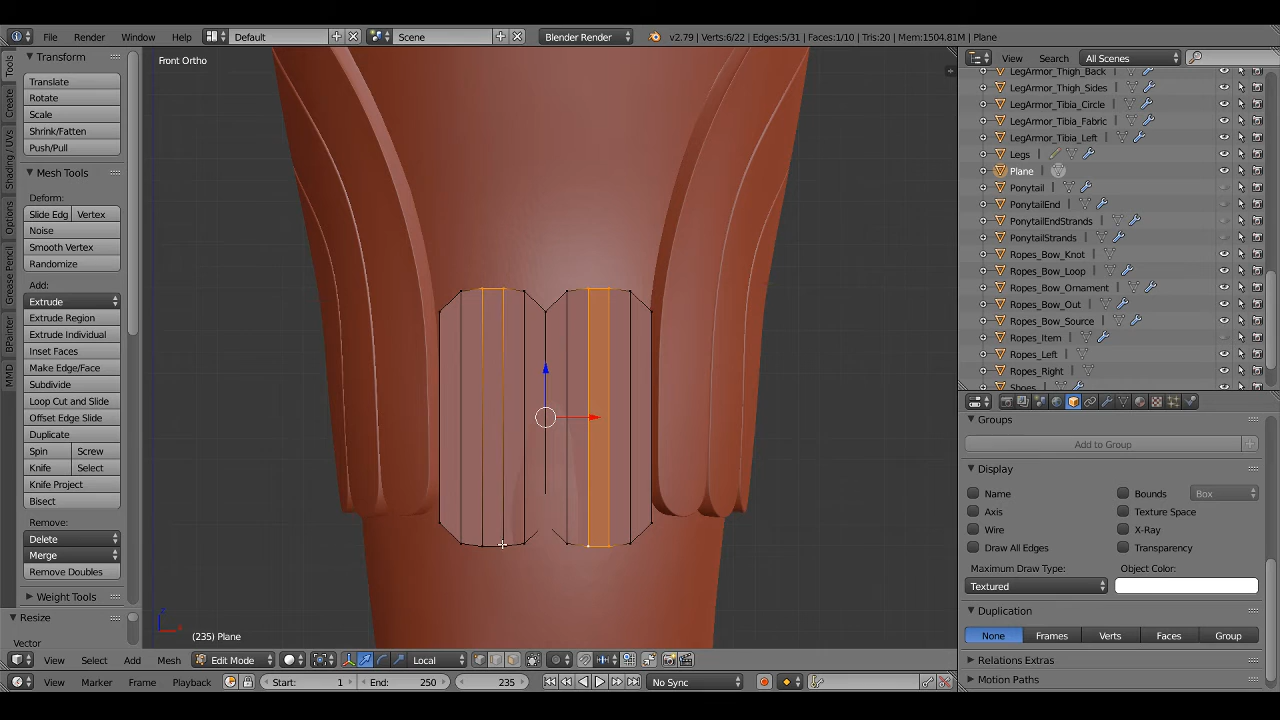 File Render Window Help Default Scene Blender Render v2.79 | Verts:6/22 | Edges:5/31 | Faces:1/10 | Tris:20 | Mem:1504.81M | Plane
Tools
Create
Shading / UVs
Options
Grease Pencil
BPainter
MMD
Transform
Translate
Rotate
Scale
Shrink/Fatten
Push/Pull
Mesh Tools
Deform:
Slide Edg Vertex
Noise
Smooth Vertex
Randomize
Add:
Extrude
Extrude Region
Extrude Individual
Inset Faces
Make Edge/Face
Subdivide
Loop Cut and Slide
Offset Edge Slide
Duplicate
Spin Screw
Knife Select
Knife Project
Bisect
Remove:
Delete
Merge
Remove Doubles
Weight Tools
Resize
Vector
Front Ortho
(235) Plane
View Search All Scenes
LegArmor_Thigh_Back
LegArmor_Thigh_Sides
LegArmor_Tibia_Circle
LegArmor_Tibia_Fabric
LegArmor_Tibia_Left
Legs
Plane
Ponytail
PonytailEnd
PonytailEndStrands
PonytailStrands
Ropes_Bow_Knot
Ropes_Bow_Loop
Ropes_Bow_Ornament
Ropes_Bow_Out
Ropes_Bow_Source
Ropes_Item
Ropes_Left
Ropes_Right
Shoes
Groups
Add to Group
Display
Name Bounds Box
Axis Texture Space
Wire X-Ray
Draw All Edges Transparency
Maximum Draw Type: Object Color:
Textured
Duplication
None Frames Verts Faces Group
Relations Extras
Motion Paths
View Select Add Mesh Edit Mode Local
View Marker Frame Playback Start: 1 End: 250 235 No Sync